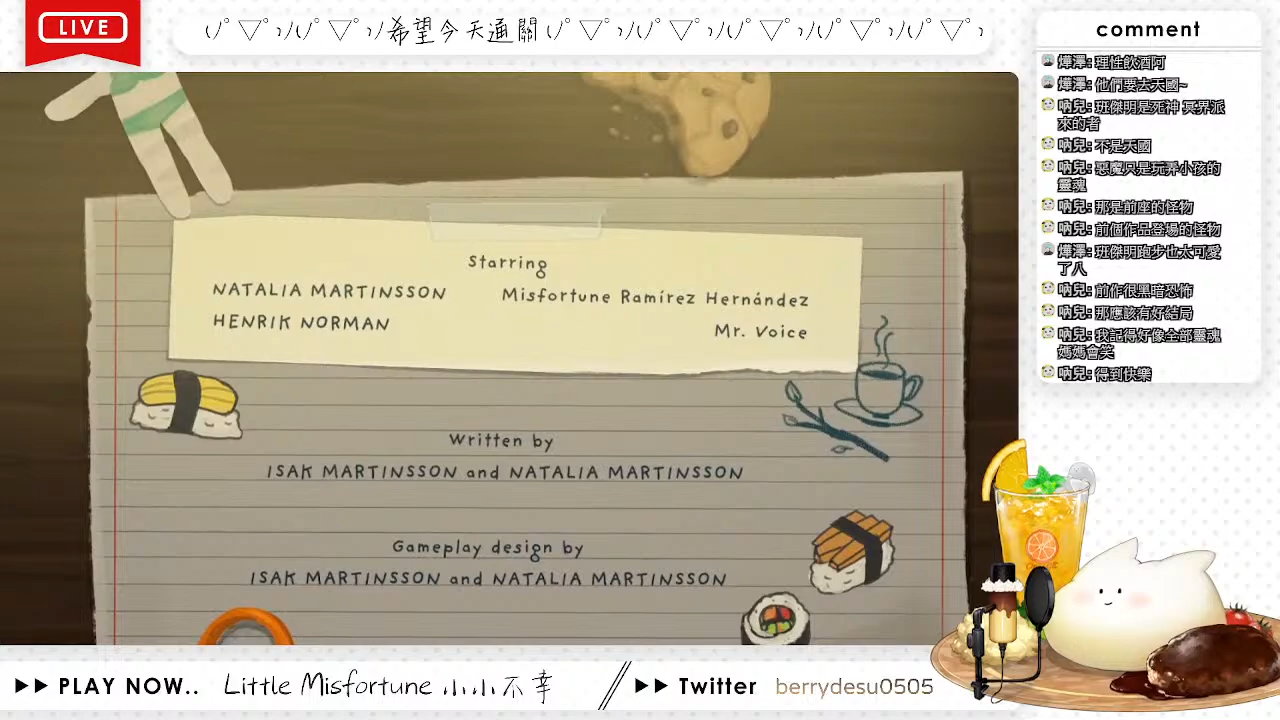 LIVE
(ﾉ ﾟ▽ﾟ)ﾉ(ﾉ ﾟ▽ﾟ)ﾉ希望今天通關(ﾉ ﾟ▽ﾟ)ﾉ(ﾉ ﾟ▽ﾟ)ﾉ(ﾉ ﾟ▽ﾟ)ﾉ(ﾉ ﾟ▽ﾟ)ﾉ
comment
燁澤: 理性飲酒阿
燁澤: 他們要去天國~
吶兒: 班傑明是死神 冥界派
來的者
吶兒: 不是天國
吶兒: 惡魔只是玩弄小孩的
靈魂
吶兒: 那是前座的怪物
吶兒: 前個作品登場的怪物
燁澤: 班傑明跑步也太可愛
了八
吶兒: 前作很黑暗恐怖
吶兒: 那應該有好結局
吶兒: 我記得好像全部靈魂
媽媽會笑
吶兒: 得到快樂
Starring
NATALIA MARTINSSON Misfortune Ramírez Hernández
HENRIK NORMAN Mr. Voice
Written by
ISAK MARTINSSON and NATALIA MARTINSSON
Gameplay design by
ISAK MARTINSSON and NATALIA MARTINSSON
▶▶ PLAY NOW.. Little Misfortune 小小不幸 // ▶▶ Twitter berrydesu0505